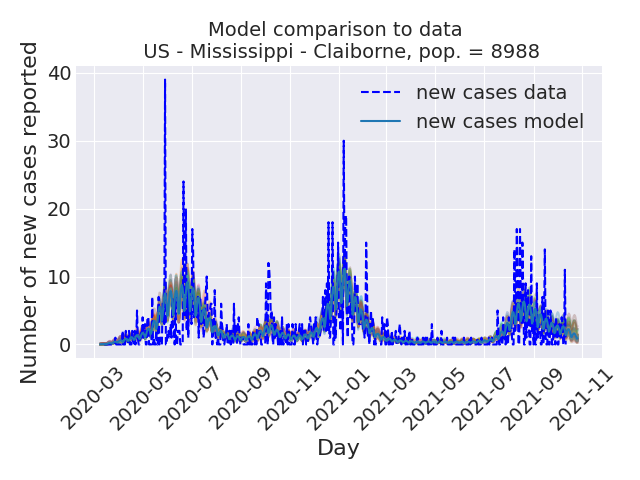 Model comparison to data
US - Mississippi - Claiborne, pop. = 8988
Number of new cases reported
40
30
20
10
0
new cases data
new cases model
2020-03
2020-05
2020-07
2020-09
2020-11
2021-01
2021-03
2021-05
2021-07
2021-09
2021-11
Day